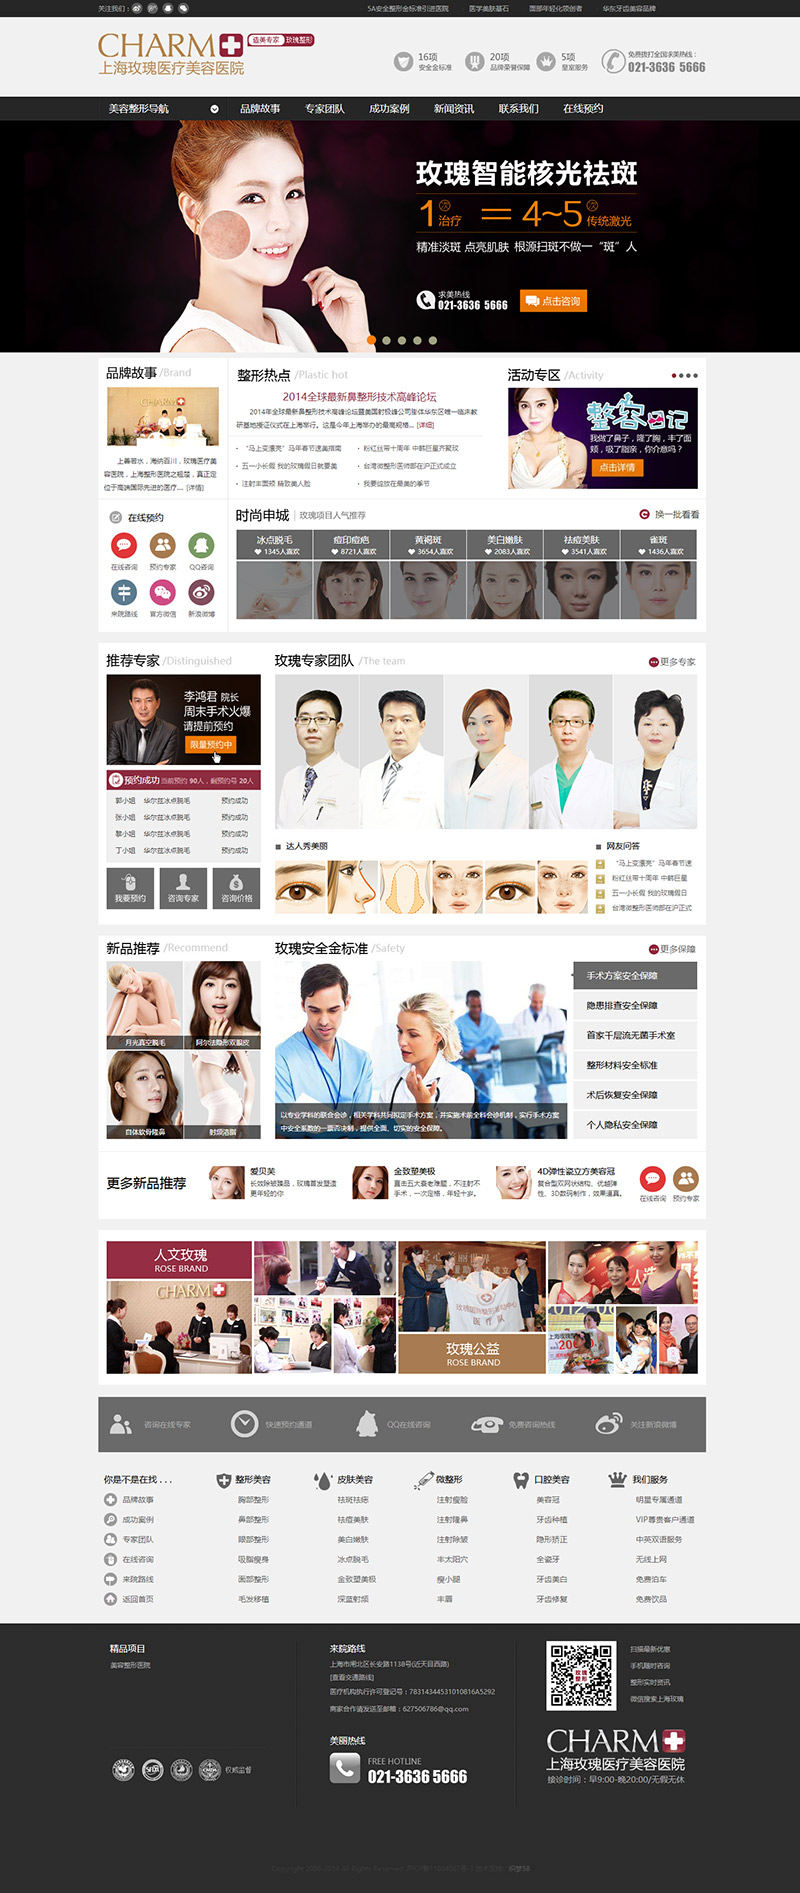 关注我们：
5A安全整形金标准引进医院 医学美肤基石 国际年轻化领创者 华东牙齿美容品牌
CHARM
造美专家 玫瑰整形
上海玫瑰医疗美容医院
16项
安全金标准
20项
品牌荣誉保障
5项
皇室服务
免费拨打全国求美热线：
021-3636 5666
美容整形导航 品牌故事 专家团队 成功案例 新闻资讯 联系我们 在线预约
玫瑰智能核光祛斑
1次治疗 = 4~5次传统激光
精准淡斑 点亮肌肤 根源扫斑不做一“斑”人
求美热线
021-3636 5666
点击咨询
品牌故事 /Brand
上善若水，海纳百川，玫瑰医疗美
容医院，上海整形医院之翘楚，真正定
位于高端国际先进的医疗... [详情]
整形热点 /Plastic hot
2014全球最新鼻整形技术高峰论坛
2014年全球最新鼻整形技术高峰论坛暨美国射极峰公司驻体华东区唯一临床教
研基地授证仪式在上海举行。这是今年上海举办的最高规格... [详细]
“马上变漂亮”马年春节速美指南
粉红丝带十周年 中韩巨星齐聚玫
五一小长假 我的玫瑰假日就要美
台湾微整形医师郎在沪正式成立
注射丰面颊 精致美人脸
我要绽放在最美的季节
活动专区 /Activity
整容日记
我做了鼻子，隆了胸，丰了面
颊，吸了脂亲，你介意吗？
点击详情
在线预约
在线咨询 预约专家 QQ咨询
来院路线 官方微信 新浪微博
时尚申城 | 玫瑰项目人气推荐
换一批看看
冰点脱毛 痘印痘疤 黄褐斑 美白嫩肤 祛痘美肤 雀斑
1345人喜欢 8721人喜欢 3654人喜欢 2083人喜欢 3541人喜欢 1436人喜欢
推荐专家 /Distinguished
李鸿君 院长
周末手术火爆
请提前预约
限量预约中
预约成功 当前预约 90人，剩预约号 20人
郭小姐 华尔兹冰点脱毛 预约成功
张小姐 华尔兹冰点脱毛 预约成功
黎小姐 华尔兹冰点脱毛 预约成功
丁小姐 华尔兹冰点脱毛 预约成功
我要预约 咨询专家 咨询价格
玫瑰专家团队 /The team
更多专家
达人秀美丽
网友问答
“马上变漂亮”马年春节速
粉红丝带十周年 中韩巨星
五一小长假 我的玫瑰假日
台湾微整形医师郎在沪正式
新品推荐 /Recommend
月光真空脱毛 阿尔法隐形双眼皮
自体软骨隆鼻 射频溶脂
玫瑰安全金标准 /Safety
更多保障
以专业学科的联合会诊，相关学科共同拟定手术方案，并实施术前全科会诊机制，实行手术方案
中安全系数的一票否决制，提供全面、切实的安全保障。
手术方案安全保障
隐患排查安全保障
首家千层流无菌手术室
整形材料安全标准
术后恢复安全保障
个人隐私安全保障
更多新品推荐
爱贝芙
长效除皱臻品，玫瑰首发塑造
更年轻的你
金致塑美极
直击五大衰老难题，不注射不
手术，一次定格，年轻十岁。
4D弹性瓷立方美容冠
复合型双网状结构、优越弹
性、3D数码制作，效果逼真。
在线咨询 预约专家
人文玫瑰
ROSE BRAND
CHARM
玫瑰公益
ROSE BRAND
咨询在线专家 快速预约通道 QQ在线咨询 免费咨询热线 关注新浪微博
你是不是在找 . . . 整形美容 皮肤美容 微整形 口腔美容 我们服务
品牌故事 胸部整形 祛斑祛痣 注射瘦脸 美容冠 明星专属通道
成功案例 鼻部整形 祛痘美肤 注射隆鼻 牙齿种植 VIP尊贵客户通道
专家团队 眼部整形 美白嫩肤 注射除皱 隐形矫正 中英双语服务
在线咨询 吸脂瘦身 冰点脱毛 丰太阳穴 全瓷牙 无线上网
来院路线 面部整形 金致塑美极 瘦小腿 牙齿美白 免费泊车
返回首页 毛发移植 深蓝射频 丰唇 牙齿修复 免费饮品
精品项目
美容整形医院
权威监督
来院路线
上海市闸北区长安路1138号(近天目西路)
[查看交通路线]
医疗机构执行许可登记号：78314344531010816A5292
商家合作请发送至邮箱：627506786@qq.com
美丽热线
FREE HOTLINE
021-3636 5666
玫瑰整形
扫描最新优惠
手机随时咨询
整形实时资讯
微信搜索上海玫瑰
CHARM
上海玫瑰医疗美容医院
接诊时间：早9:00-晚20:00/无假无休
织梦58